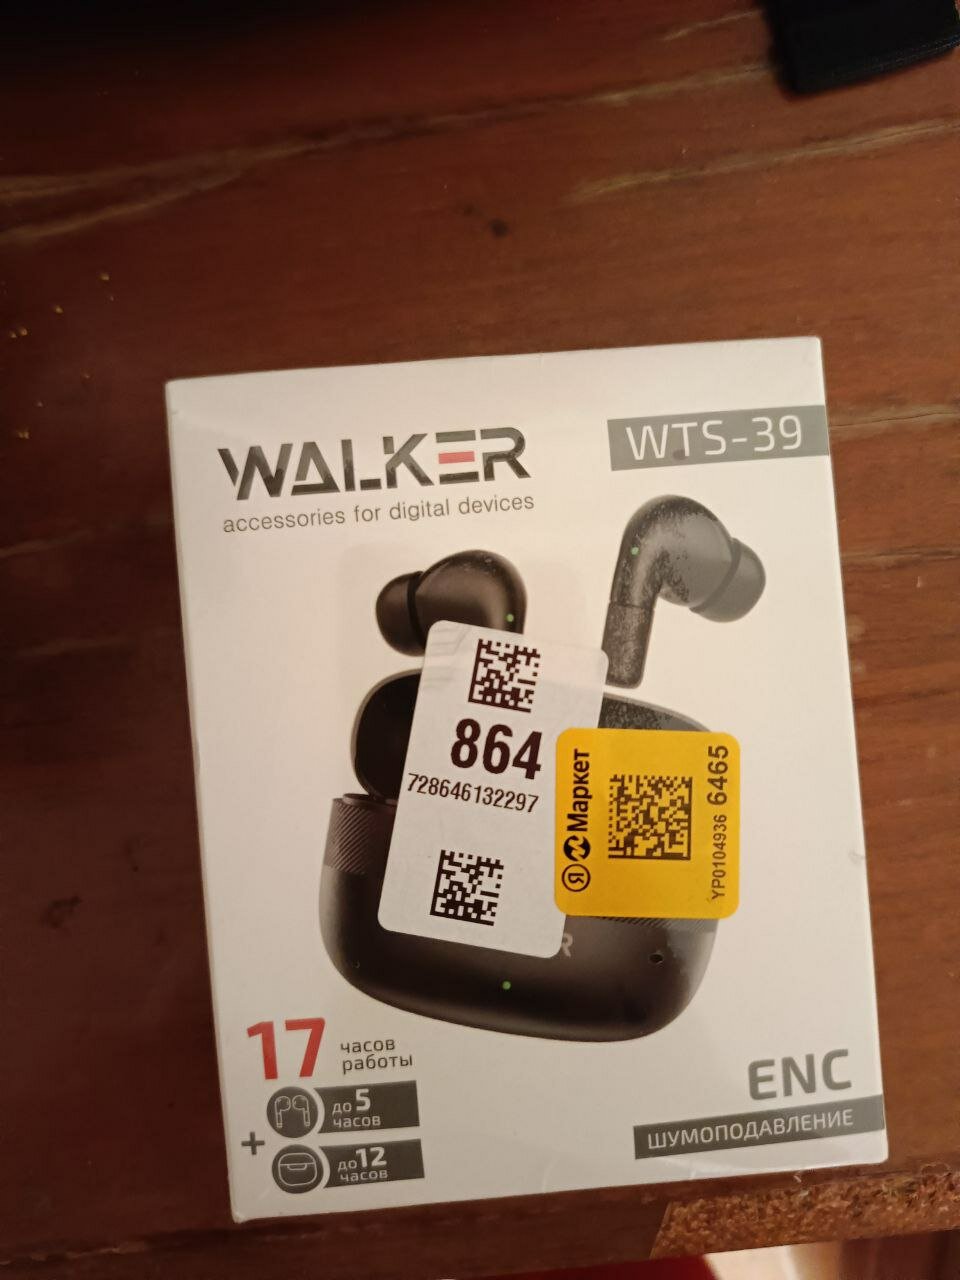 WALKER
accessories for digital devices
WTS-39
864
728646132297
Я Маркет
YP0104936 6465
R
17 часов
работы
до 5
часов
+
до 12
часов
ENC
ШУМОПОДАВЛЕНИЕ